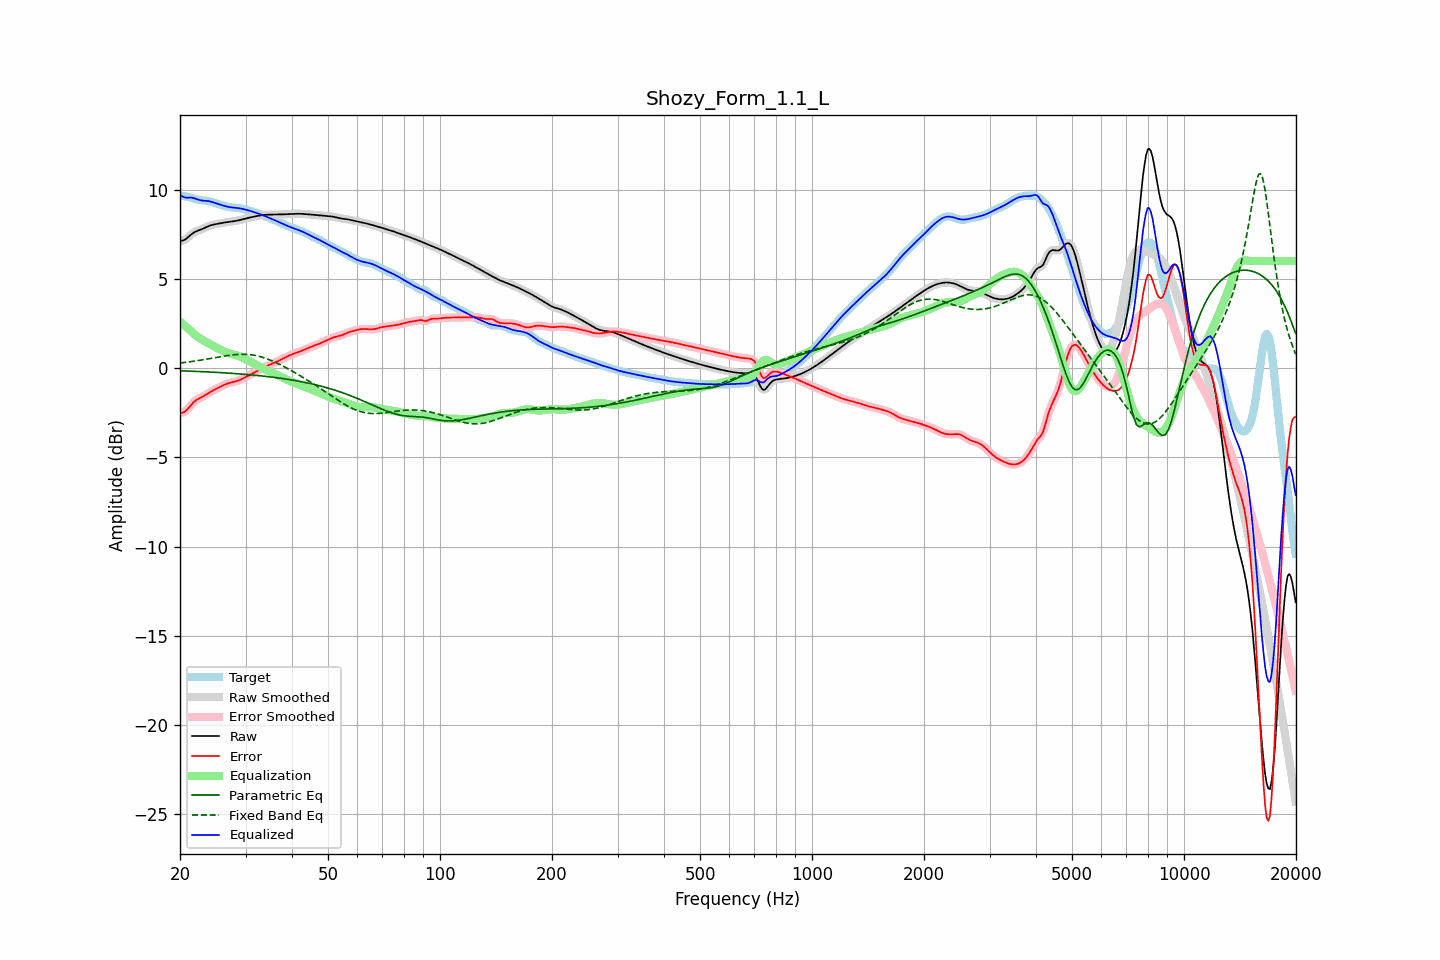 Shozy_Form_1.1_L
Amplitude (dBr)
10
5
0
−5
−10
−15
−20
−25
Target
Raw Smoothed
Error Smoothed
Raw
Error
Equalization
Parametric Eq
Fixed Band Eq
Equalized
20 50 100 200 500 1000 2000 5000 10000 20000
Frequency (Hz)